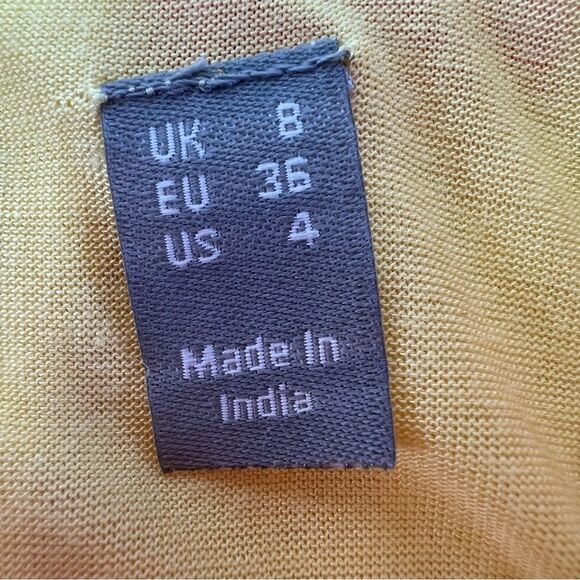 UK 8
EU 36
US 4
Made In
India